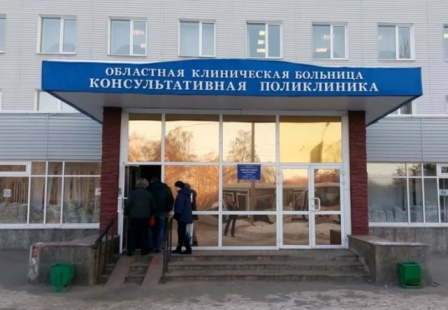 ОБЛАСТНАЯ КЛИНИЧЕСКАЯ БОЛЬНИЦА
КОНСУЛЬТАТИВНАЯ ПОЛИКЛИНИКА